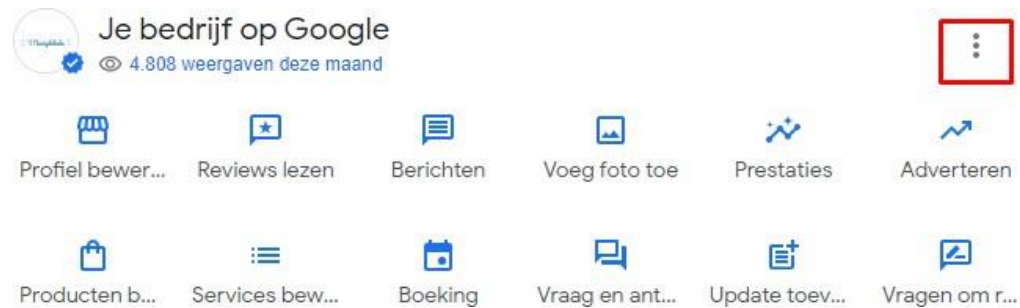 Je bedrijf op Google
4.808 weergaven deze maand
Profiel bewer... Reviews lezen Berichten Voeg foto toe Prestaties Adverteren
Producten b... Services bew... Boeking Vraag en ant... Update toev... Vragen om r...